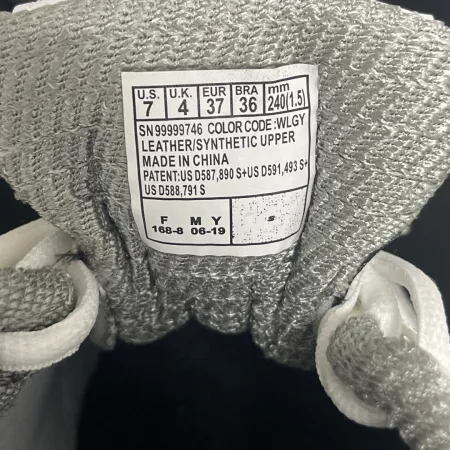 U.S. U.K. EUR BRA mm
7 4 37 36 240(1.5)
SN99999746 COLOR CODE:WLGY
LEATHER/SYNTHETIC UPPER
MADE IN CHINA
PATENT:US D587,890 S+US D591,493 S+
US D588,791 S
F M Y S
168-8 06-19